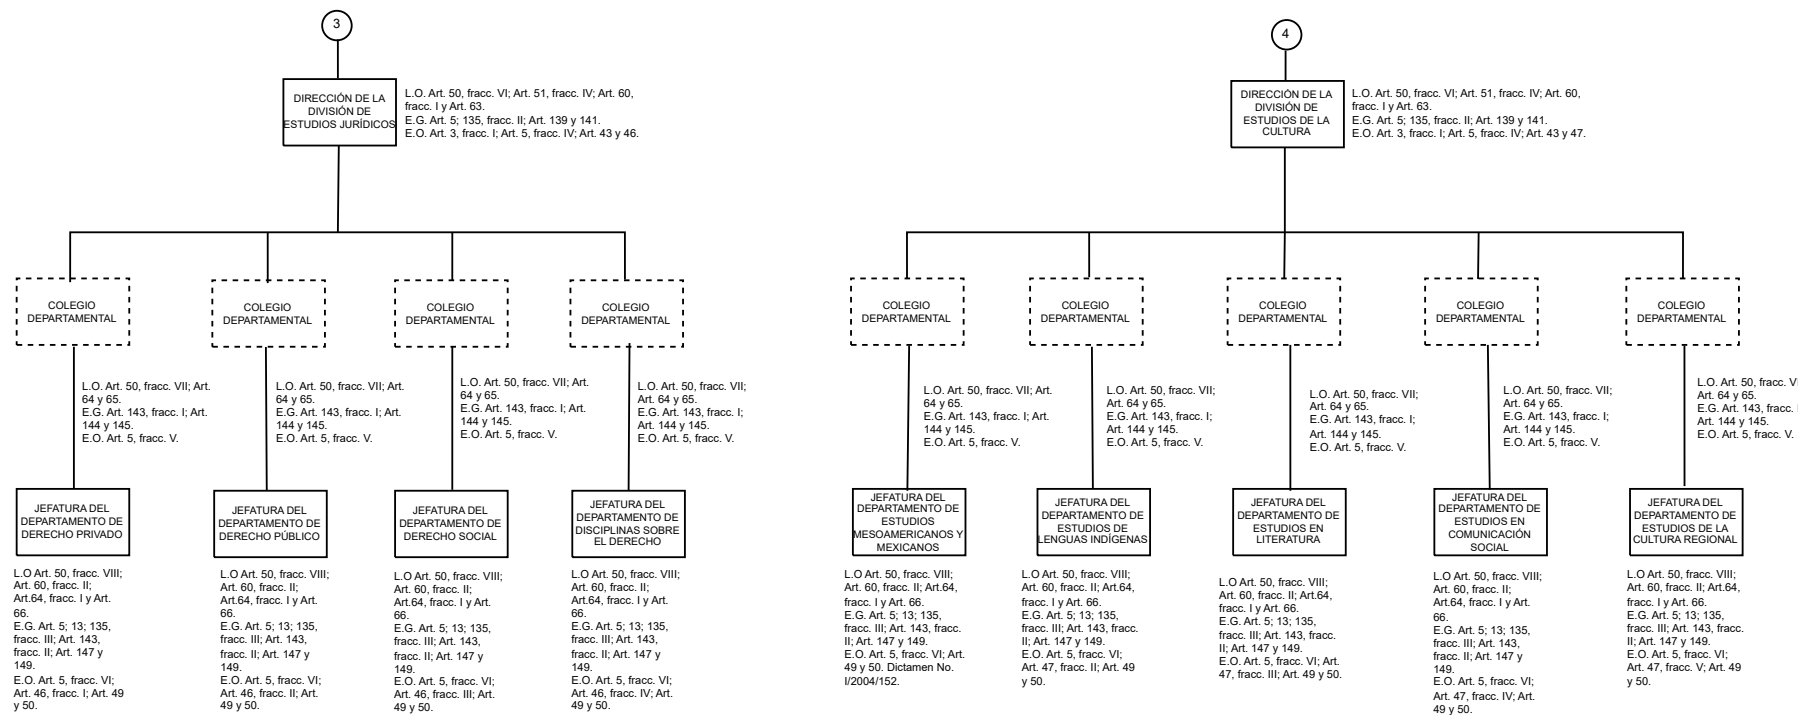 3
DIRECCIÓN DE LA
DIVISIÓN DE
ESTUDIOS JURÍDICOS
L.O. Art. 50, fracc. VI; Art. 51, fracc. IV; Art. 60,
fracc. I y Art. 63.
E.G. Art. 5; 135, fracc. II; Art. 139 y 141.
E.O. Art. 3, fracc. I; Art. 5, fracc. IV; Art. 43 y 46.
COLEGIO
DEPARTAMENTAL
COLEGIO
DEPARTAMENTAL
COLEGIO
DEPARTAMENTAL
COLEGIO
DEPARTAMENTAL
L.O. Art. 50, fracc. VII; Art.
64 y 65.
E.G. Art. 143, fracc. I; Art.
144 y 145.
E.O. Art. 5, fracc. V.
L.O. Art. 50, fracc. VII; Art.
64 y 65.
E.G. Art. 143, fracc. I; Art.
144 y 145.
E.O. Art. 5, fracc. V.
L.O. Art. 50, fracc. VII; Art.
64 y 65.
E.G. Art. 143, fracc. I; Art.
144 y 145.
E.O. Art. 5, fracc. V.
L.O. Art. 50, fracc. VII;
Art. 64 y 65.
E.G. Art. 143, fracc. I;
Art. 144 y 145.
E.O. Art. 5, fracc. V.
JEFATURA DEL
DEPARTAMENTO DE
DERECHO PRIVADO
JEFATURA DEL
DEPARTAMENTO DE
DERECHO PÚBLICO
JEFATURA DEL
DEPARTAMENTO DE
DERECHO SOCIAL
JEFATURA DEL
DEPARTAMENTO DE
DISCIPLINAS SOBRE
EL DERECHO
L.O Art. 50, fracc. VIII;
Art. 60, fracc. II;
Art.64, fracc. I y Art.
66.
E.G. Art. 5; 13; 135,
fracc. III; Art. 143,
fracc. II; Art. 147 y
149.
E.O. Art. 5, fracc. VI;
Art. 46, fracc. I; Art. 49
y 50.
L.O Art. 50, fracc. VIII;
Art. 60, fracc. II;
Art.64, fracc. I y Art.
66.
E.G. Art. 5; 13; 135,
fracc. III; Art. 143,
fracc. II; Art. 147 y
149.
E.O. Art. 5, fracc. VI;
Art. 46, fracc. II; Art.
49 y 50.
L.O Art. 50, fracc. VIII;
Art. 60, fracc. II;
Art.64, fracc. I y Art.
66.
E.G. Art. 5; 13; 135,
fracc. III; Art. 143,
fracc. II; Art. 147 y
149.
E.O. Art. 5, fracc. VI;
Art. 46, fracc. III; Art.
49 y 50.
L.O Art. 50, fracc. VIII;
Art. 60, fracc. II;
Art.64, fracc. I y Art.
66.
E.G. Art. 5; 13; 135,
fracc. III; Art. 143,
fracc. II; Art. 147 y
149.
E.O. Art. 5, fracc. VI;
Art. 46, fracc. IV; Art.
49 y 50.
4
DIRECCIÓN DE LA
DIVISIÓN DE
ESTUDIOS DE LA
CULTURA
L.O. Art. 50, fracc. VI; Art. 51, fracc. IV; Art. 60,
fracc. I y Art. 63.
E.G. Art. 5; 135, fracc. II; Art. 139 y 141.
E.O. Art. 3, fracc. I; Art. 5, fracc. IV; Art. 43 y 47.
COLEGIO
DEPARTAMENTAL
COLEGIO
DEPARTAMENTAL
COLEGIO
DEPARTAMENTAL
COLEGIO
DEPARTAMENTAL
COLEGIO
DEPARTAMENTAL
L.O. Art. 50, fracc. VII; Art.
64 y 65.
E.G. Art. 143, fracc. I; Art.
144 y 145.
E.O. Art. 5, fracc. V.
L.O. Art. 50, fracc. VII;
Art. 64 y 65.
E.G. Art. 143, fracc. I;
Art. 144 y 145.
E.O. Art. 5, fracc. V.
L.O. Art. 50, fracc. VII;
Art. 64 y 65.
E.G. Art. 143, fracc. I;
Art. 144 y 145.
E.O. Art. 5, fracc. V.
L.O. Art. 50, fracc. VII;
Art. 64 y 65.
E.G. Art. 143, fracc. I;
Art. 144 y 145.
E.O. Art. 5, fracc. V.
L.O. Art. 50, fracc.
Art. 64 y 65.
E.G. Art. 143, fracc.
Art. 144 y 145.
E.O. Art. 5, fracc. V.
JEFATURA DEL
DEPARTAMENTO DE
ESTUDIOS
MESOAMERICANOS Y
MEXICANOS
JEFATURA DEL
DEPARTAMENTO DE
ESTUDIOS DE
LENGUAS INDÍGENAS
JEFATURA DEL
DEPARTAMENTO DE
ESTUDIOS EN
LITERATURA
JEFATURA DEL
DEPARTAMENTO DE
ESTUDIOS EN
COMUNICACIÓN
SOCIAL
JEFATURA DEL
DEPARTAMENTO DE
ESTUDIOS DE LA
CULTURA REGIONAL
L.O Art. 50, fracc. VIII;
Art. 60, fracc. II; Art.64,
fracc. I y Art. 66.
E.G. Art. 5; 13; 135,
fracc. III; Art. 143, fracc.
II; Art. 147 y 149.
E.O. Art. 5, fracc. VI; Art.
49 y 50. Dictamen No.
I/2004/152.
L.O Art. 50, fracc. VIII;
Art. 60, fracc. II; Art.64,
fracc. I y Art. 66.
E.G. Art. 5; 13; 135,
fracc. III; Art. 143, fracc.
II; Art. 147 y 149.
E.O. Art. 5, fracc. VI;
Art. 47, fracc. II; Art. 49
y 50.
L.O Art. 50, fracc. VIII;
Art. 60, fracc. II; Art.64,
fracc. I y Art. 66.
E.G. Art. 5; 13; 135,
fracc. III; Art. 143, fracc.
II; Art. 147 y 149.
E.O. Art. 5, fracc. VI; Art.
47, fracc. III; Art. 49 y 50.
L.O Art. 50, fracc. VIII;
Art. 60, fracc. II;
Art.64, fracc. I y Art.
66.
E.G. Art. 5; 13; 135,
fracc. III; Art. 143,
fracc. II; Art. 147 y
149.
E.O. Art. 5, fracc. VI;
Art. 47, fracc. IV; Art.
49 y 50.
L.O Art. 50, fracc. VIII;
Art. 60, fracc. II; Art.64,
fracc. I y Art. 66.
E.G. Art. 5; 13; 135,
fracc. III; Art. 143, fracc.
II; Art. 147 y 149.
E.O. Art. 5, fracc. VI;
Art. 47, fracc. V; Art. 49
y 50.